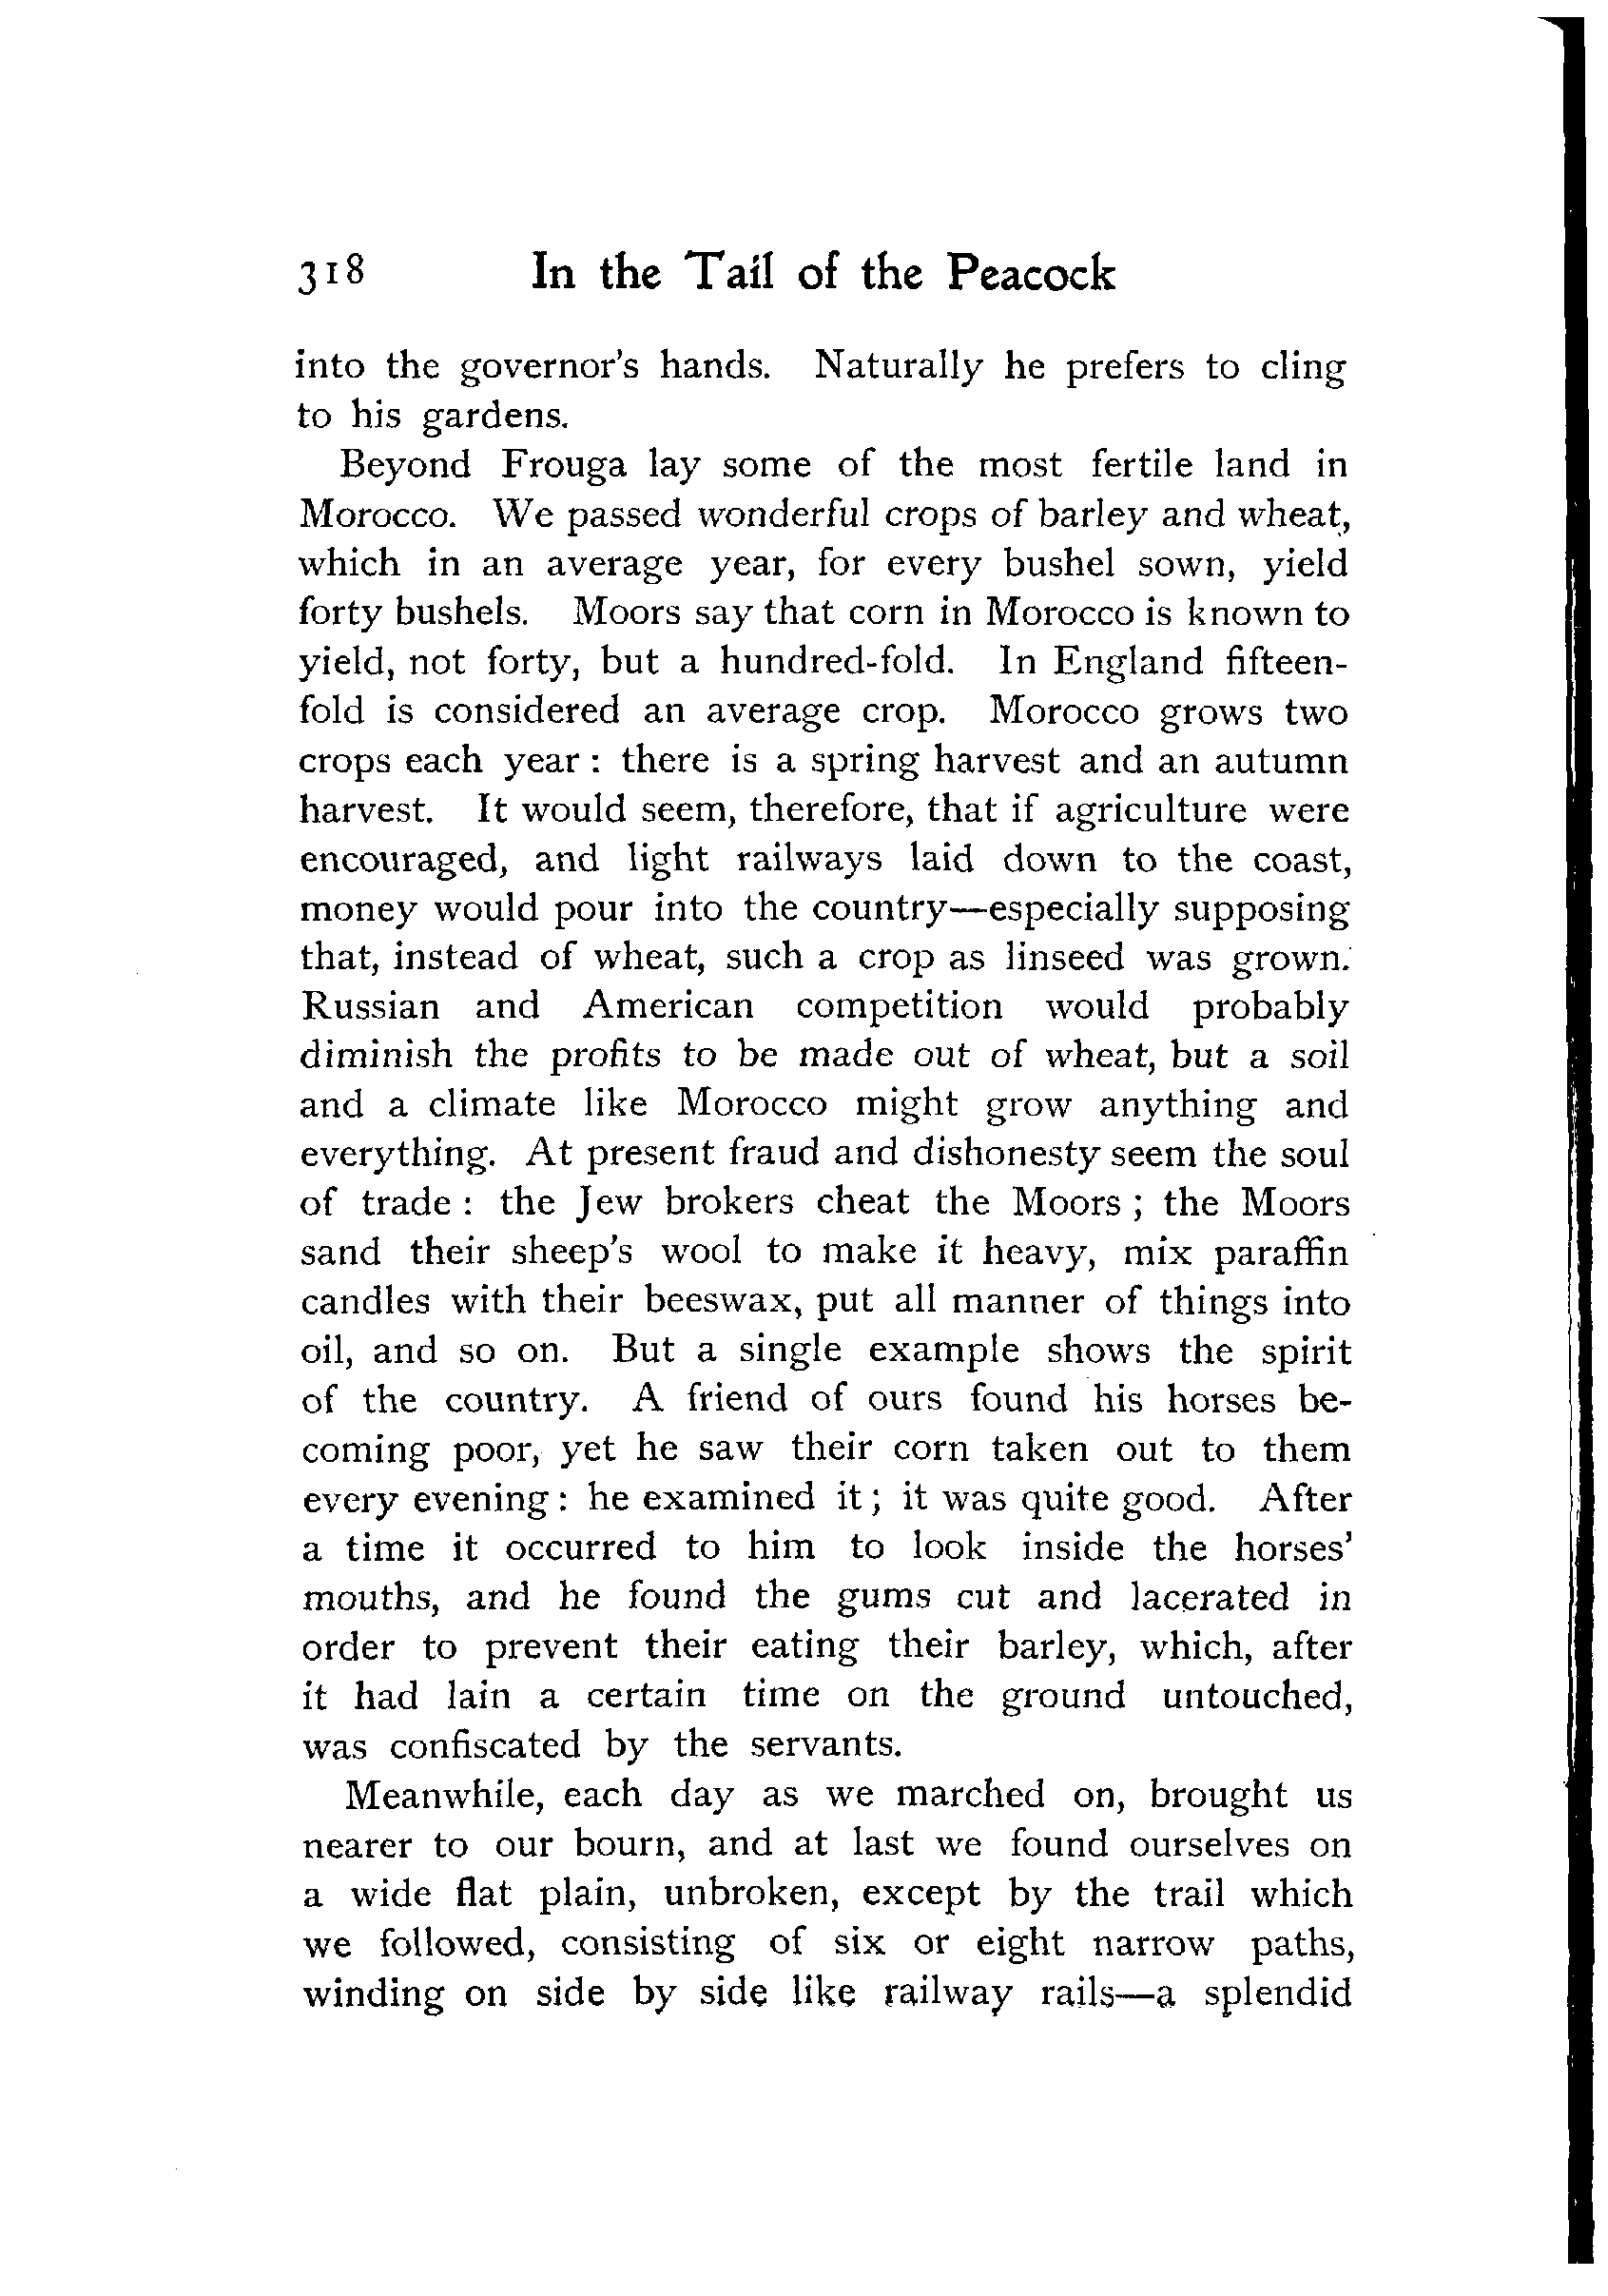 318 In the Tail of the Peacock
into the governor's hands. Naturally he prefers to cling
to his gardens.
Beyond Frouga lay some of the most fertile land in
Morocco. We passed wonderful crops of barley and wheat,
which in an average year, for every bushel sown, yield
forty bushels. Moors say that corn in Morocco is known to
yield, not forty, but a hundred-fold. In England fifteen-
fold is considered an average crop. Morocco grows two
crops each year : there is a spring harvest and an autumn
harvest. It would seem, therefore, that if agriculture were
encouraged, and light railways laid down to the coast,
money would pour into the country—especially supposing
that, instead of wheat, such a crop as linseed was grown.
Russian and American competition would probably
diminish the profits to be made out of wheat, but a soil
and a climate like Morocco might grow anything and
everything. At present fraud and dishonesty seem the soul
of trade : the Jew brokers cheat the Moors ; the Moors
sand their sheep's wool to make it heavy, mix paraffin
candles with their beeswax, put all manner of things into
oil, and so on. But a single example shows the spirit
of the country. A friend of ours found his horses be-
coming poor, yet he saw their corn taken out to them
every evening : he examined it ; it was quite good. After
a time it occurred to him to look inside the horses'
mouths, and he found the gums cut and lacerated in
order to prevent their eating their barley, which, after
it had lain a certain time on the ground untouched,
was confiscated by the servants.
Meanwhile, each day as we marched on, brought us
nearer to our bourn, and at last we found ourselves on
a wide flat plain, unbroken, except by the trail which
we followed, consisting of six or eight narrow paths,
winding on side by side like railway rails—a splendid